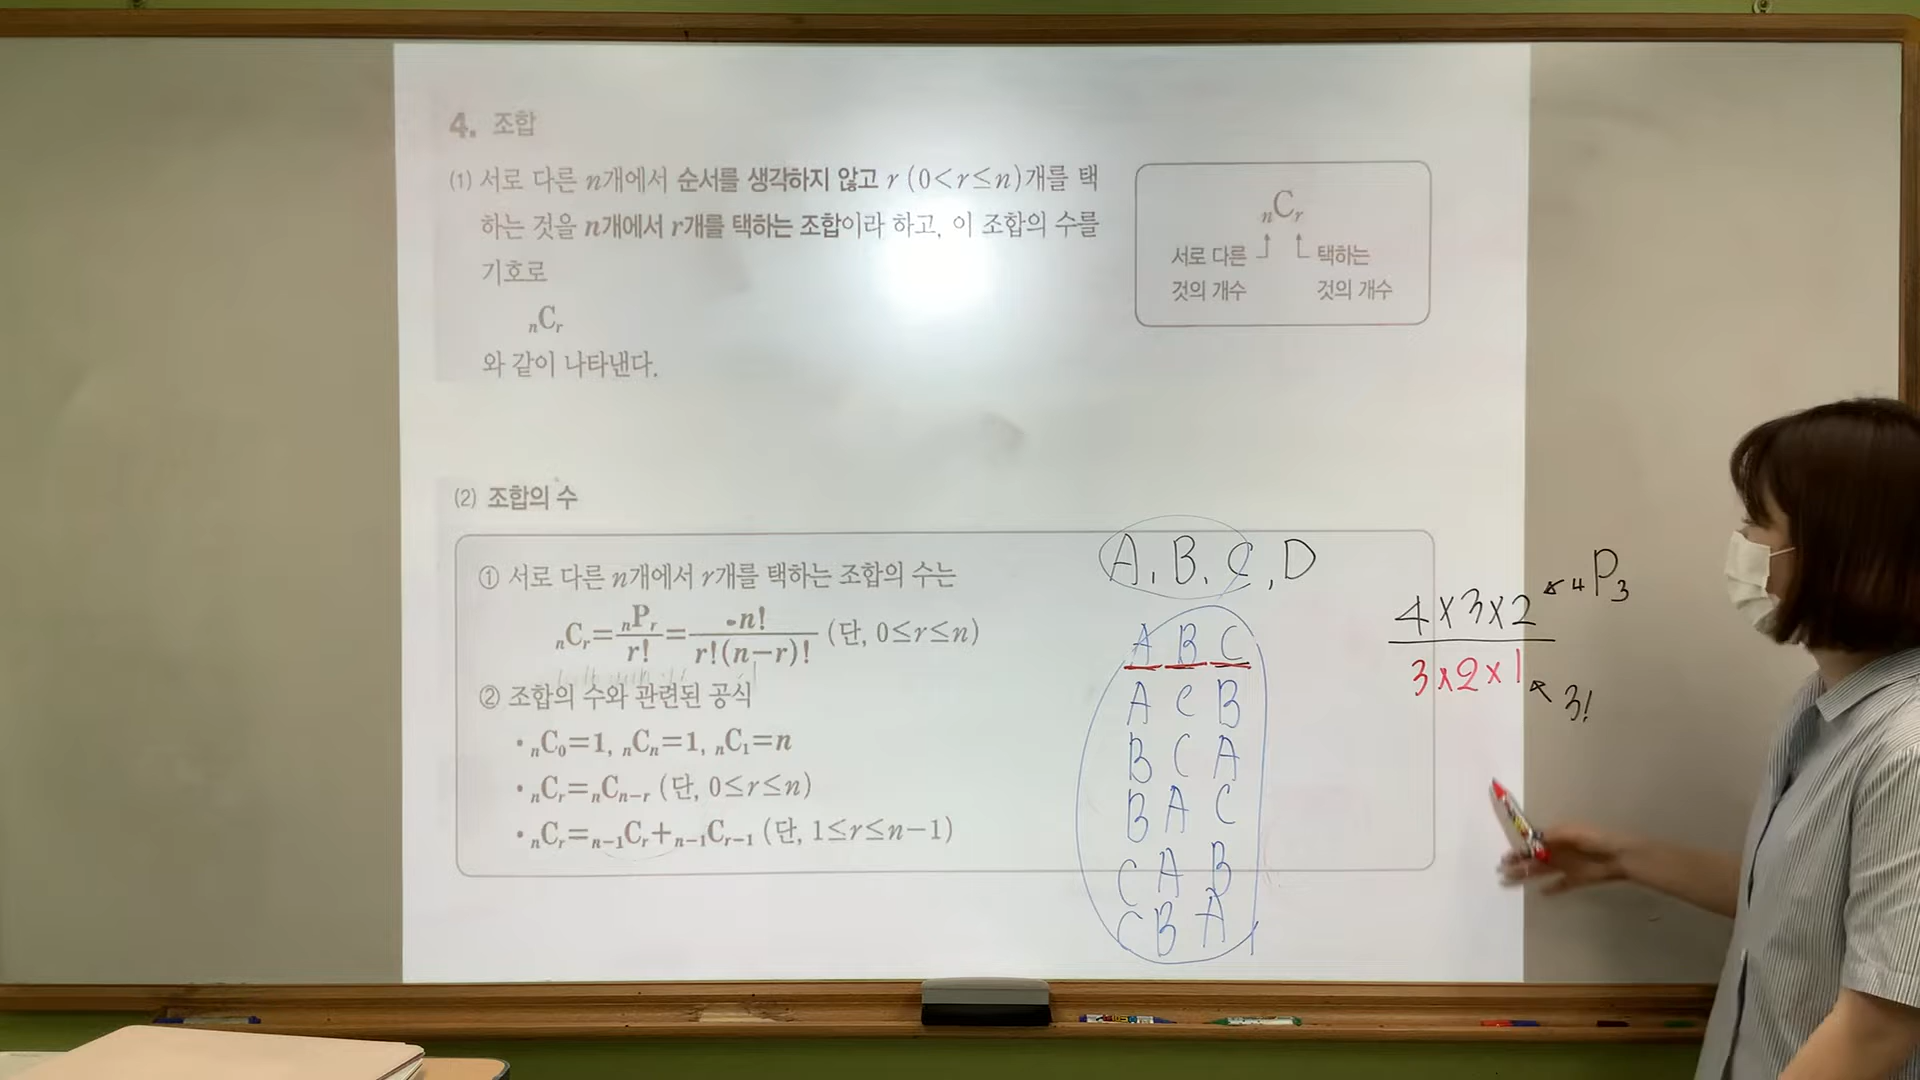 4. 조합
(1) 서로 다른 n개에서 순서를 생각하지 않고 r (0<r≤n)개를 택
하는 것을 n개에서 r개를 택하는 조합이라 하고, 이 조합의 수를
기호로
nCr
와 같이 나타낸다.
nCr
서로 다른 것의 개수
택하는 것의 개수
(2) 조합의 수
① 서로 다른 n개에서 r개를 택하는 조합의 수는
nCr=nPr/r!=n!/r!(n-r)! (단, 0≤r≤n)
② 조합의 수와 관련된 공식
• nC0=1, nCn=1, nC1=n
• nCr=nCn-r (단, 0≤r≤n)
• nCr=n-1Cr+n-1Cr-1 (단, 1≤r≤n-1)
A, B, C, D
A B C
A C B
B C A
B A C
C A B
C B A
4×3×2 4P3
3×2×1 3!